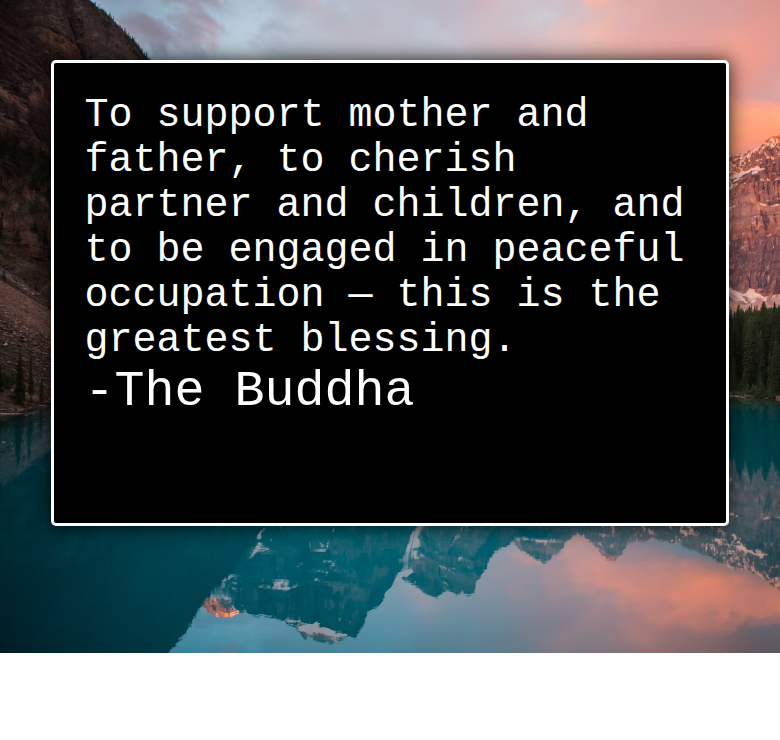 To support mother and
father, to cherish
partner and children, and
to be engaged in peaceful
occupation — this is the
greatest blessing.
-The Buddha